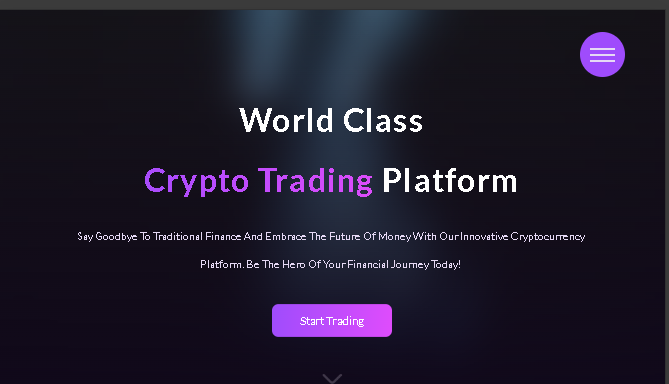 World Class
Crypto Trading Platform
Say Goodbye To Traditional Finance And Embrace The Future Of Money With Our Innovative Cryptocurrency
Platform. Be The Hero Of Your Financial Journey Today!
Start Trading